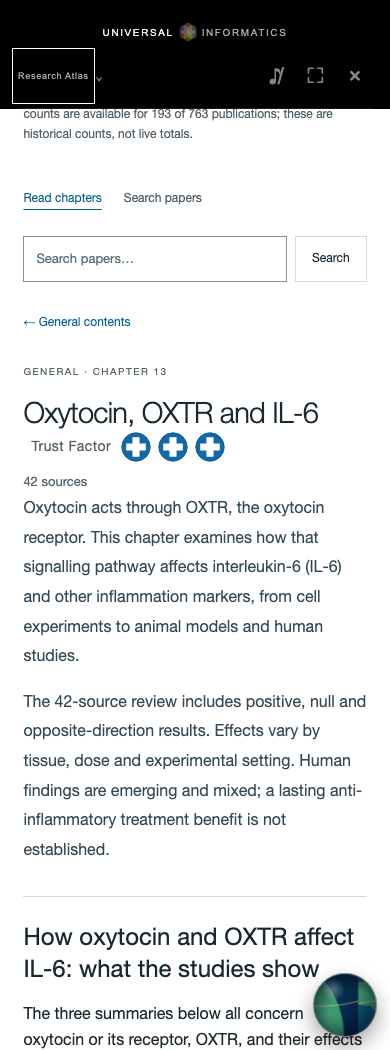 UNIVERSAL INFORMATICS
Research Atlas
counts are available for 193 of 763 publications; these are
historical counts, not live totals.
Read chapters Search papers
Search papers… Search
← General contents
GENERAL · CHAPTER 13
Oxytocin, OXTR and IL-6
Trust Factor
42 sources
Oxytocin acts through OXTR, the oxytocin
receptor. This chapter examines how that
signalling pathway affects interleukin-6 (IL-6)
and other inflammation markers, from cell
experiments to animal models and human
studies.
The 42-source review includes positive, null and
opposite-direction results. Effects vary by
tissue, dose and experimental setting. Human
findings are emerging and mixed; a lasting anti-
inflammatory treatment benefit is not
established.
How oxytocin and OXTR affect
IL-6: what the studies show
The three summaries below all concern
oxytocin or its receptor, OXTR, and their effects